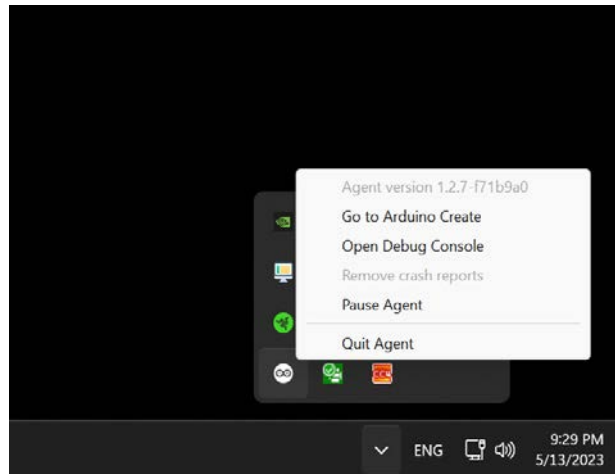 Agent version 1.2.7-f71b9a0
Go to Arduino Create
Open Debug Console
Remove crash reports
Pause Agent
Quit Agent
CCW
ENG
9:29 PM
5/13/2023